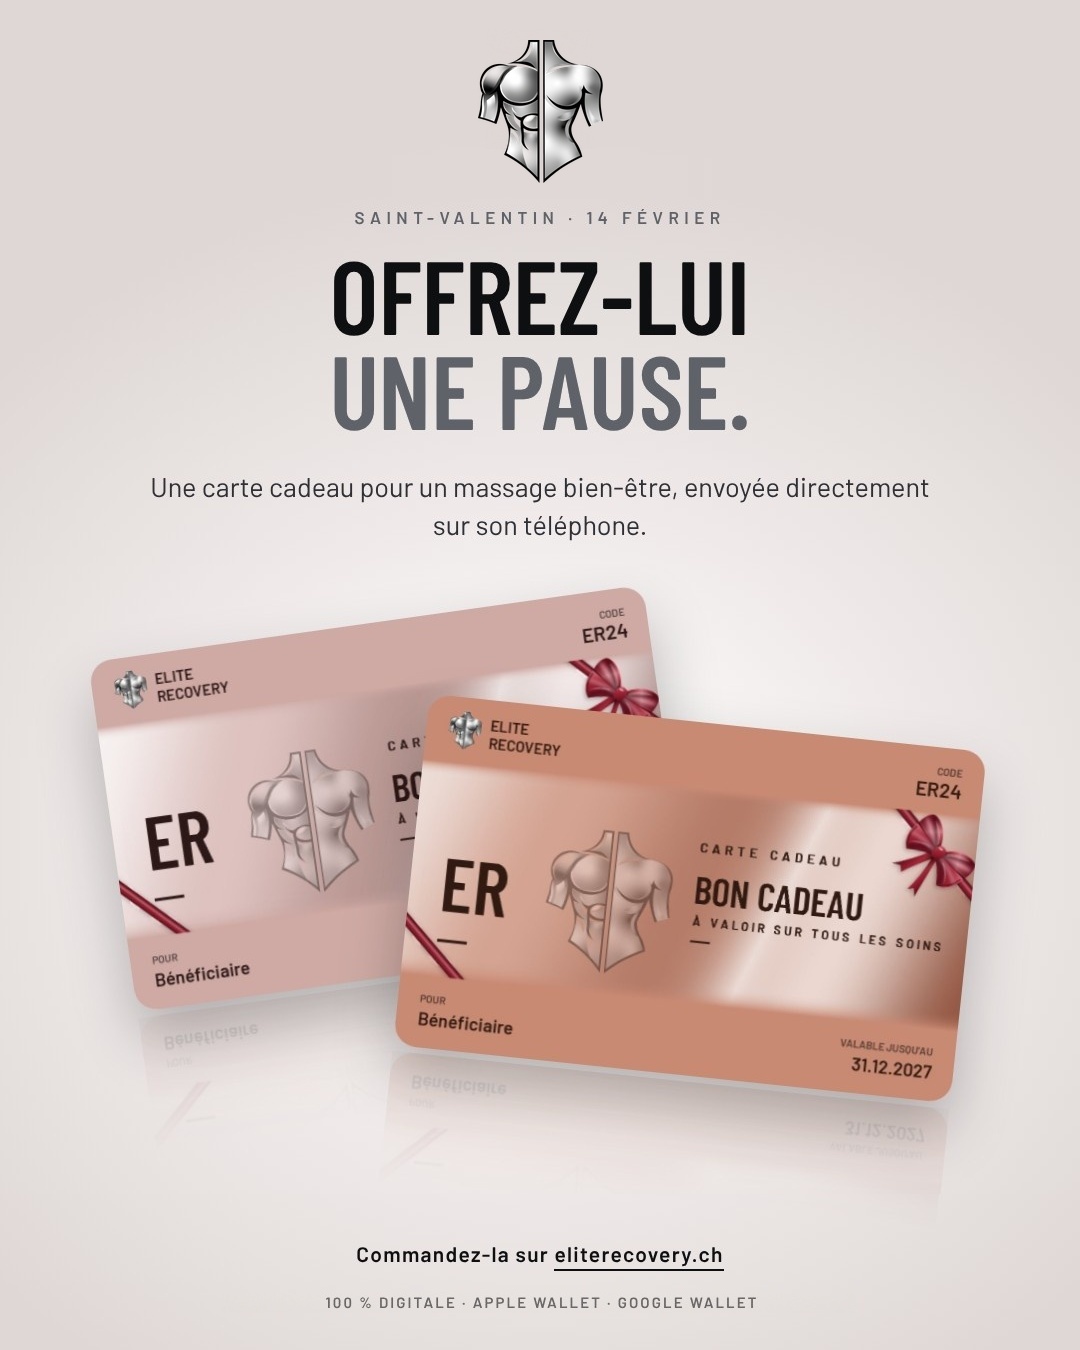 SAINT-VALENTIN · 14 FÉVRIER
OFFREZ-LUI
UNE PAUSE.
Une carte cadeau pour un massage bien-être, envoyée directement
sur son téléphone.
ELITE
RECOVERY
CODE
ER24
CAR
BO
À
ER
POUR
Bénéficiaire
ELITE
RECOVERY
CODE
ER24
ER
CARTE CADEAU
BON CADEAU
À VALOIR SUR TOUS LES SOINS
POUR
Bénéficiaire
VALABLE JUSQU'AU
31.12.2027
Commandez-la sur eliterecovery.ch
100 % DIGITALE · APPLE WALLET · GOOGLE WALLET